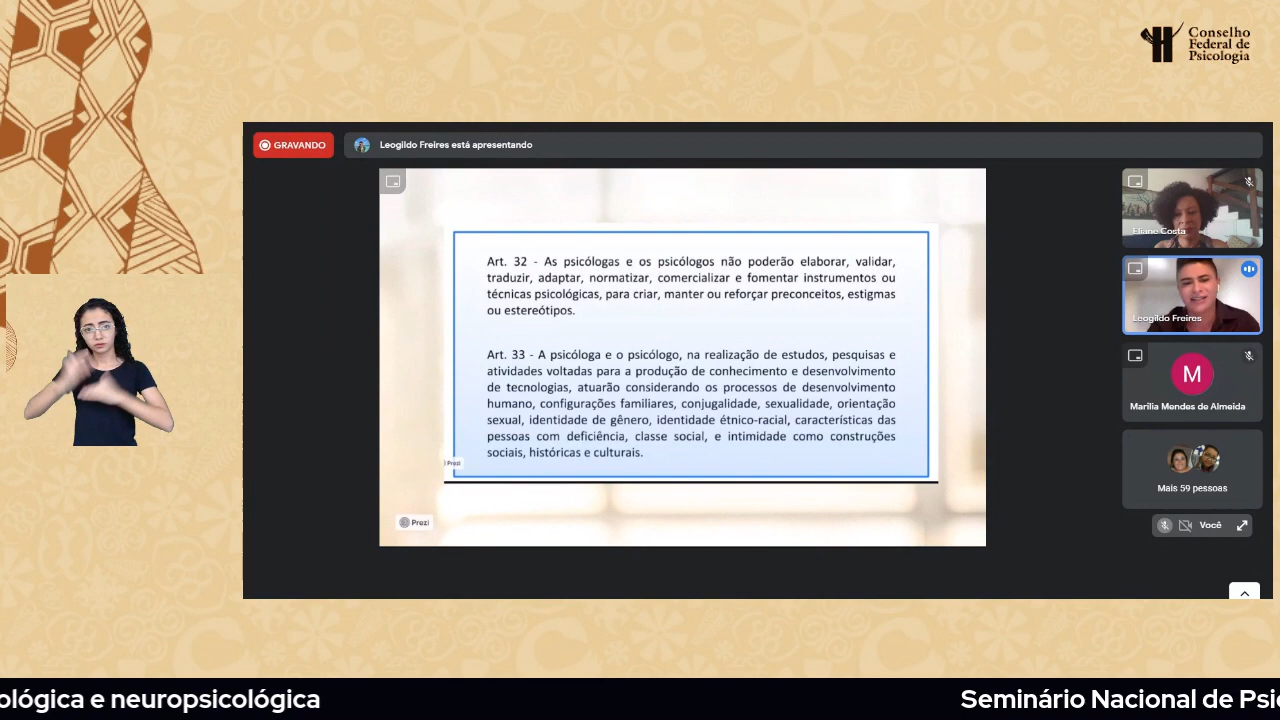 Conselho
Federal de
Psicologia
GRAVANDO
Leogildo Freires está apresentando
Art. 32 - As psicólogas e os psicólogos não poderão elaborar, validar,
traduzir, adaptar, normatizar, comercializar e fomentar instrumentos ou
técnicas psicológicas, para criar, manter ou reforçar preconceitos, estigmas
ou estereótipos.
Art. 33 - A psicóloga e o psicólogo, na realização de estudos, pesquisas e
atividades voltadas para a produção de conhecimento e desenvolvimento
de tecnologias, atuarão considerando os processos de desenvolvimento
humano, configurações familiares, conjugalidade, sexualidade, orientação
sexual, identidade de gênero, identidade étnico-racial, características das
pessoas com deficiência, classe social, e intimidade como construções
sociais, históricas e culturais.
Prezi
Prezi
Eliane Costa
Leogildo Freires
M
Marília Mendes de Almeida
Mais 59 pessoas
Você
ológica e neuropsicológica
Seminário Nacional de Psic